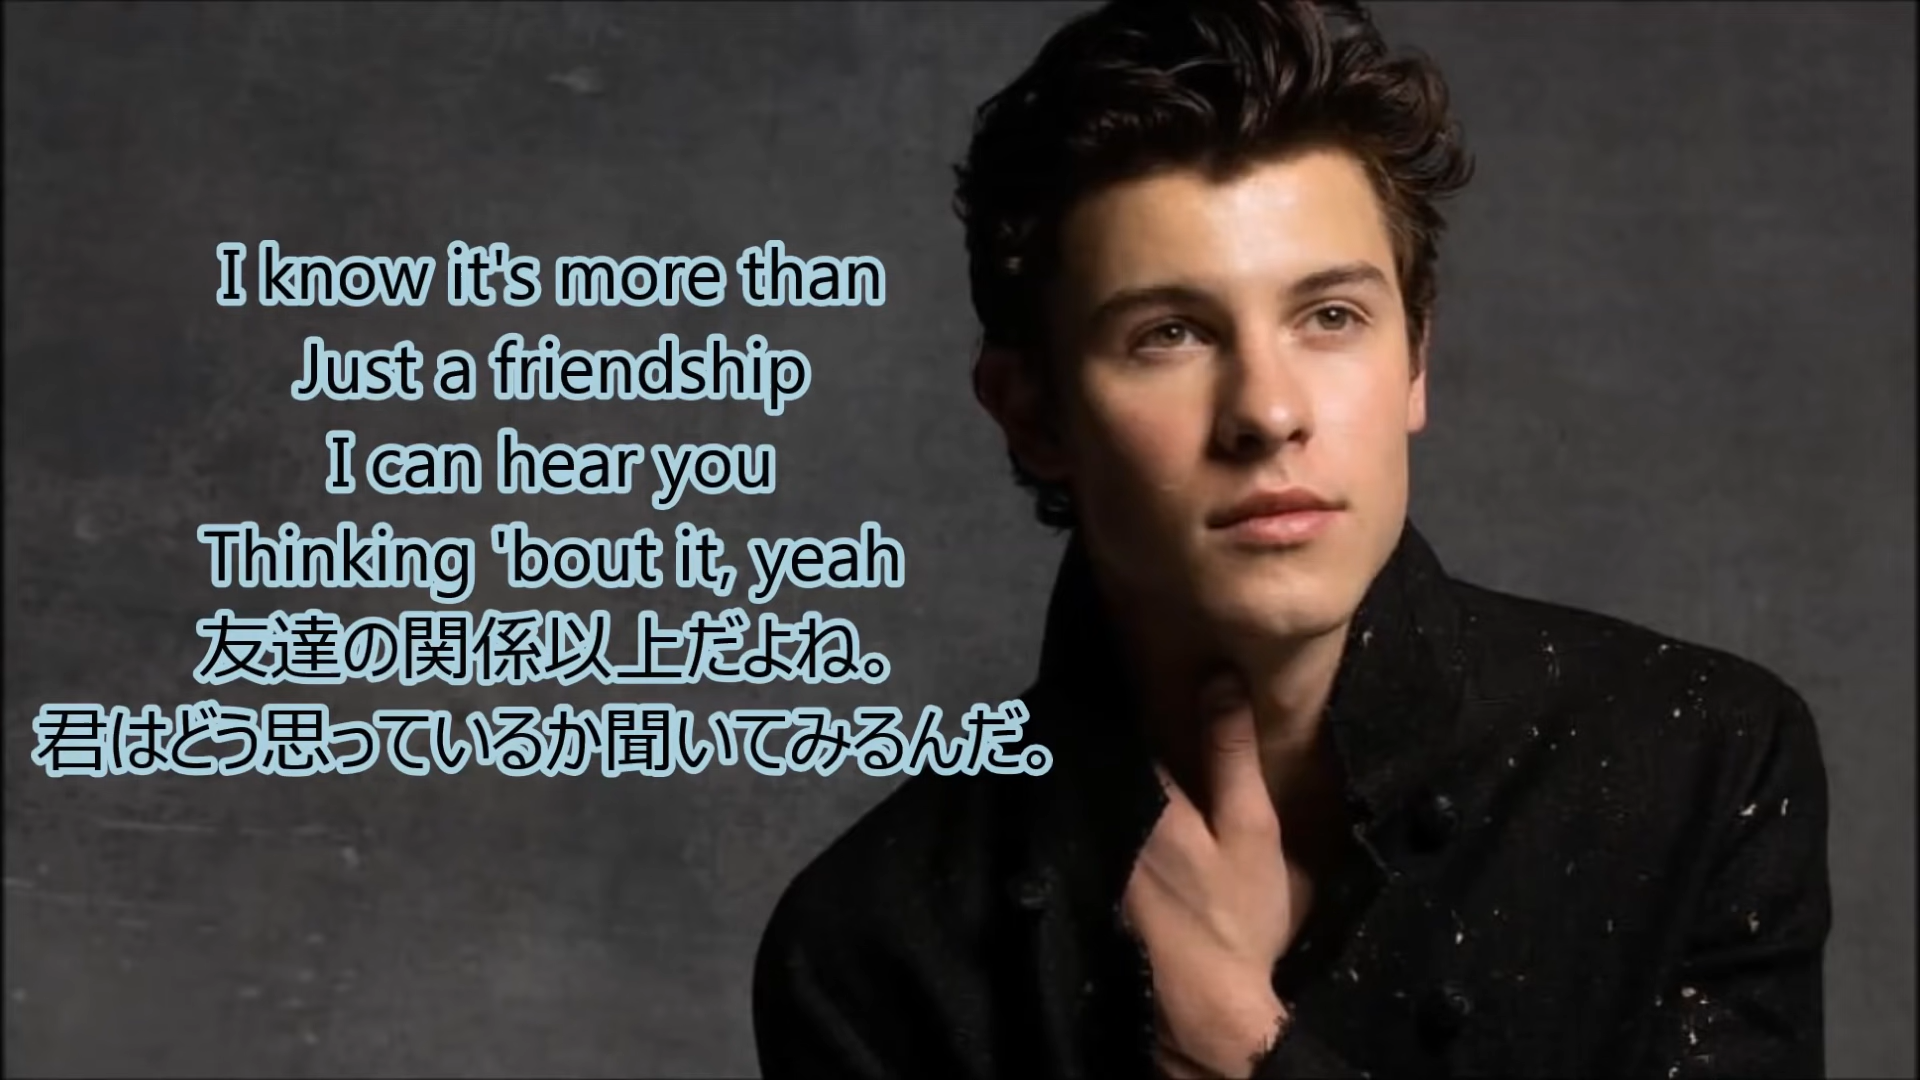 I know it's more than
Just a friendship
I can hear you
Thinking 'bout it, yeah
友達の関係以上だよね。
君はどう思っているか聞いてみるんだ。